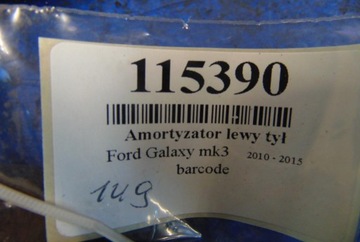 115390
Amortyzator lewy tył
Ford Galaxy mk3 2010 - 2015
barcode
149